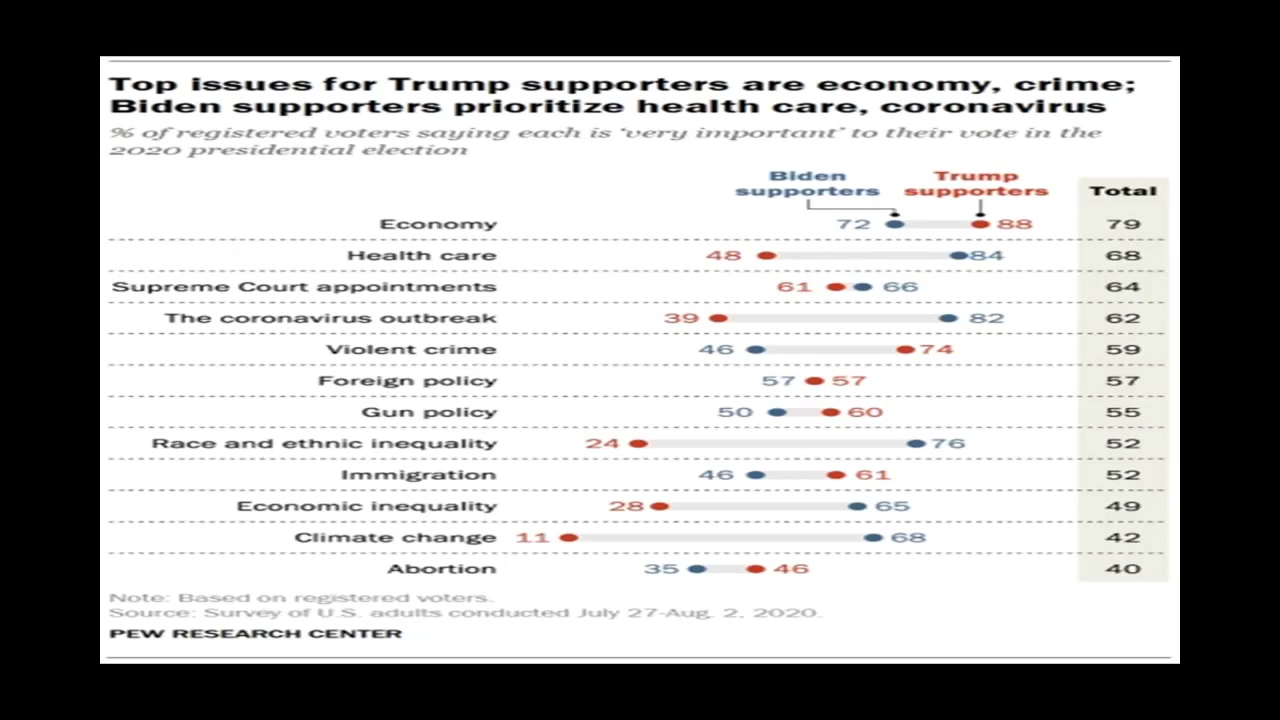 Top issues for Trump supporters are economy, crime;
Biden supporters prioritize health care, coronavirus
% of registered voters saying each is ‘very important’ to their vote in the
2020 presidential election
Biden Trump
supporters supporters Total
Economy 72 88 79
Health care 48 84 68
Supreme Court appointments 61 66 64
The coronavirus outbreak 39 82 62
Violent crime 46 74 59
Foreign policy 57 57 57
Gun policy 50 60 55
Race and ethnic inequality 24 76 52
Immigration 46 61 52
Economic inequality 28 65 49
Climate change 11 68 42
Abortion 35 46 40
Note: Based on registered voters.
Source: Survey of U.S. adults conducted July 27-Aug. 2, 2020.
PEW RESEARCH CENTER